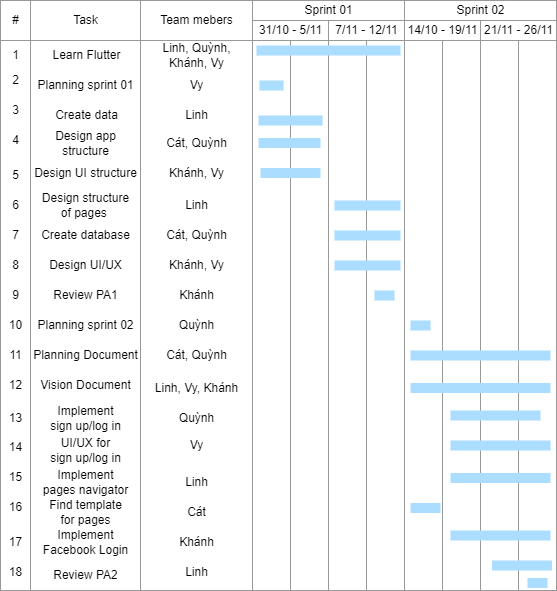 # Task Team mebers Sprint 01 Sprint 02
31/10 - 5/11 7/11 - 12/11 14/10 - 19/11 21/11 - 26/11
1 Learn Flutter Linh, Quỳnh,
Khánh, Vy
2 Planning sprint 01 Vy
3 Create data Linh
4 Design app
structure Cát, Quỳnh
5 Design UI structure Khánh, Vy
6 Design structure
of pages Linh
7 Create database Cát, Quỳnh
8 Design UI/UX Khánh, Vy
9 Review PA1 Khánh
10 Planning sprint 02 Quỳnh
11 Planning Document Cát, Quỳnh
12 Vision Document Linh, Vy, Khánh
13 Implement
sign up/log in Quỳnh
14 UI/UX for
sign up/log in Vy
15 Implement
pages navigator Linh
16 Find template
for pages Cát
17 Implement
Facebook Login Khánh
18 Review PA2 Linh